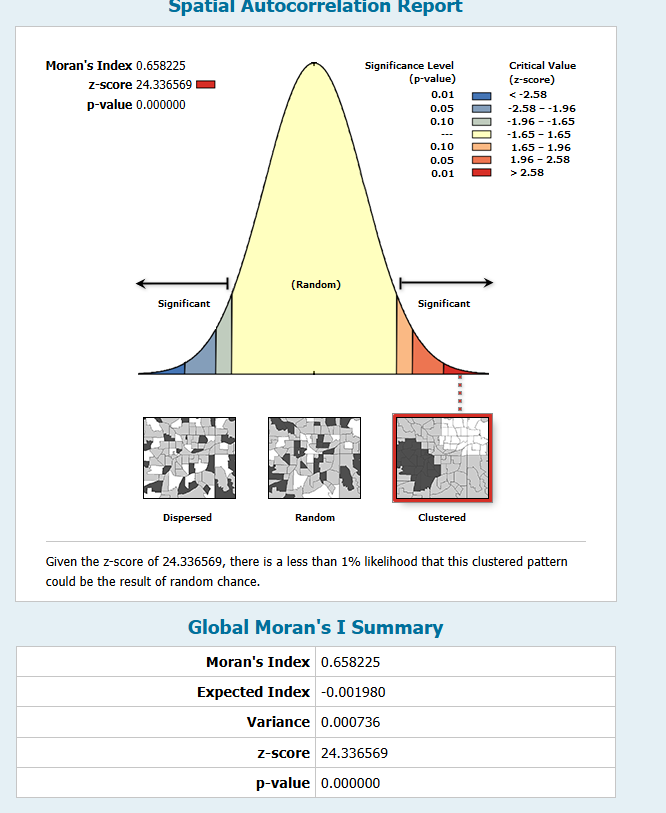 Spatial Autocorrelation Report
Moran's Index 0.658225
z-score 24.336569
p-value 0.000000
Significance Level (p-value) Critical Value (z-score)
0.01 < -2.58
0.05 -2.58 – -1.96
0.10 -1.96 – -1.65
--- -1.65 – 1.65
0.10 1.65 – 1.96
0.05 1.96 – 2.58
0.01 > 2.58
(Random)
Significant Significant
Dispersed Random Clustered
Given the z-score of 24.336569, there is a less than 1% likelihood that this clustered pattern
could be the result of random chance.
Global Moran's I Summary
Moran's Index 0.658225
Expected Index -0.001980
Variance 0.000736
z-score 24.336569
p-value 0.000000